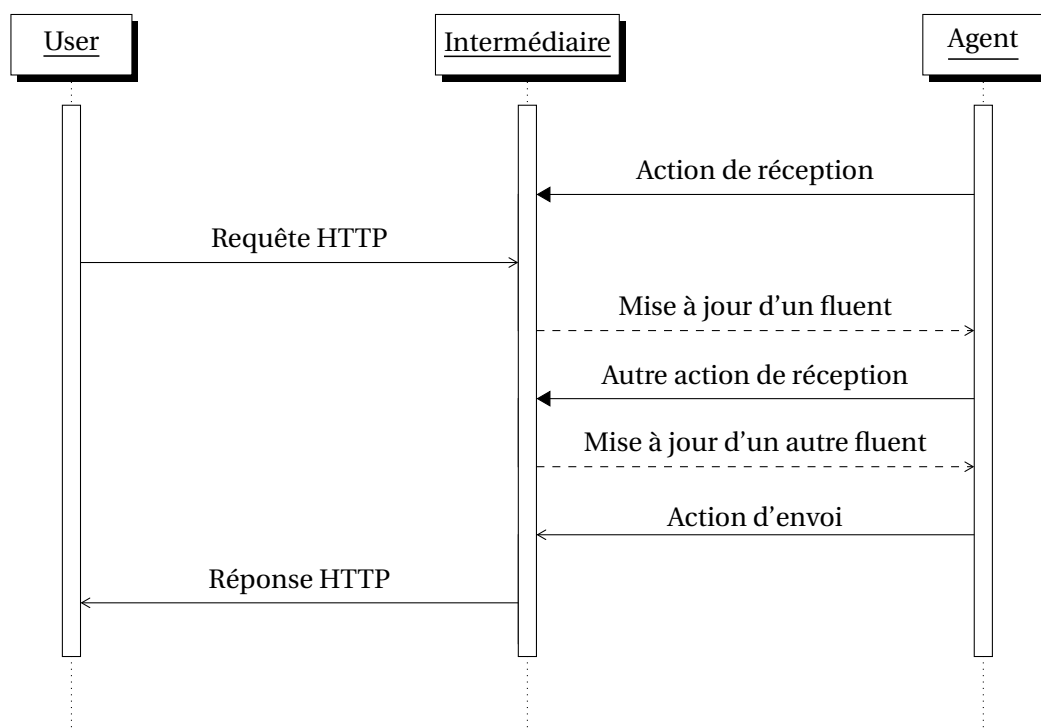 User
Intermédiaire
Agent
Action de réception
Requête HTTP
Mise à jour d’un fluent
Autre action de réception
Mise à jour d’un autre fluent
Action d’envoi
Réponse HTTP